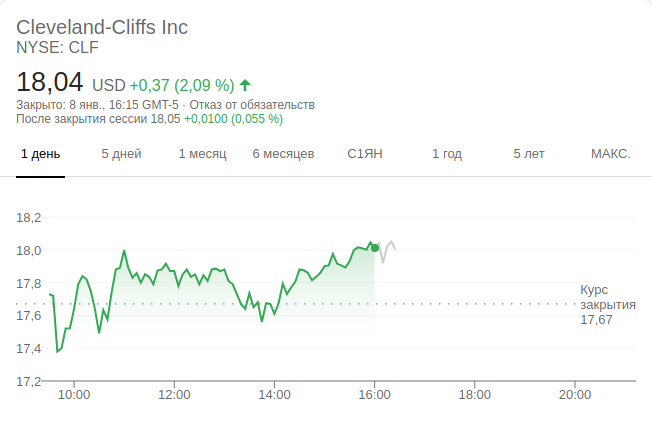 Cleveland-Cliffs Inc
NYSE: CLF
18,04 USD +0,37 (2,09 %)
Закрыто: 8 янв., 16:15 GMT-5 · Отказ от обязательств
После закрытия сессии 18,05 +0,0100 (0,055 %)
1 день 5 дней 1 месяц 6 месяцев С1ЯН 1 год 5 лет МАКС.
18,2
18,0
17,8
17,6
17,4
17,2
Курс
закрытия
17,67
10:00 12:00 14:00 16:00 18:00 20:00